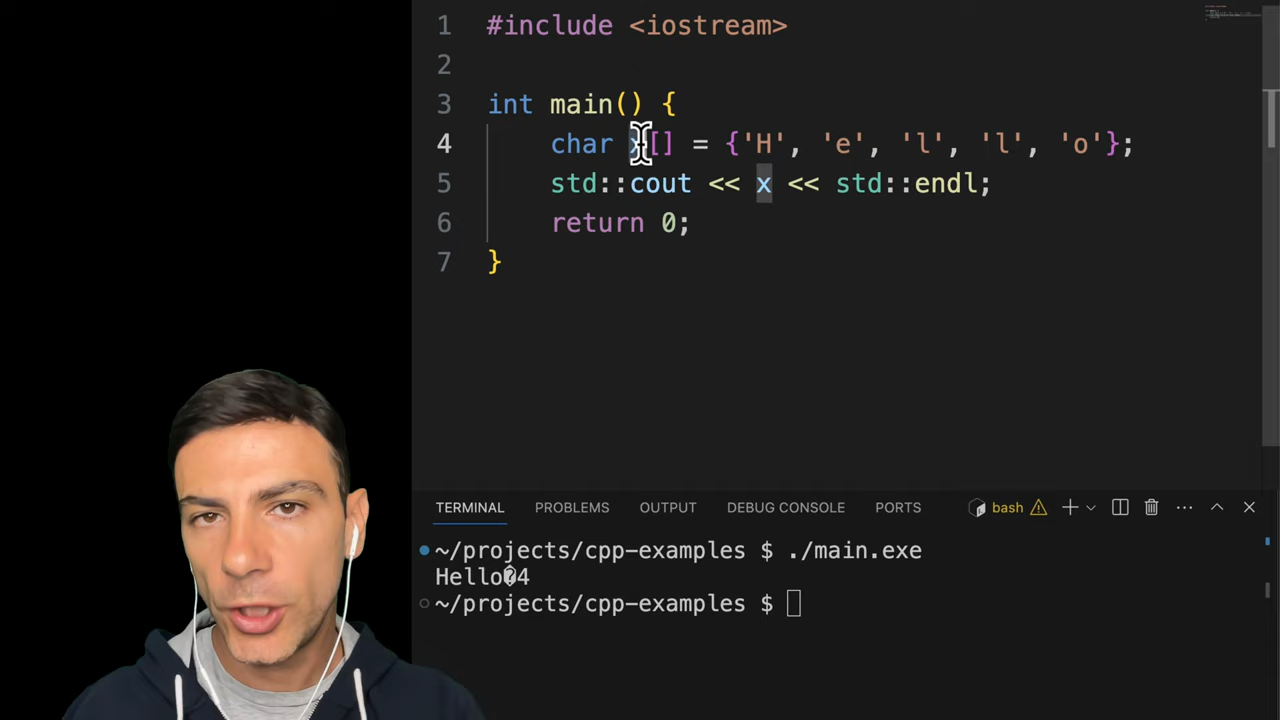 1 #include <iostream>
2
3 int main() {
4 char x[] = {'H', 'e', 'l', 'l', 'o'};
5 std::cout << x << std::endl;
6 return 0;
7 }
TERMINAL PROBLEMS OUTPUT DEBUG CONSOLE PORTS bash
~/projects/cpp-examples $ ./main.exe
Hello�4
~/projects/cpp-examples $